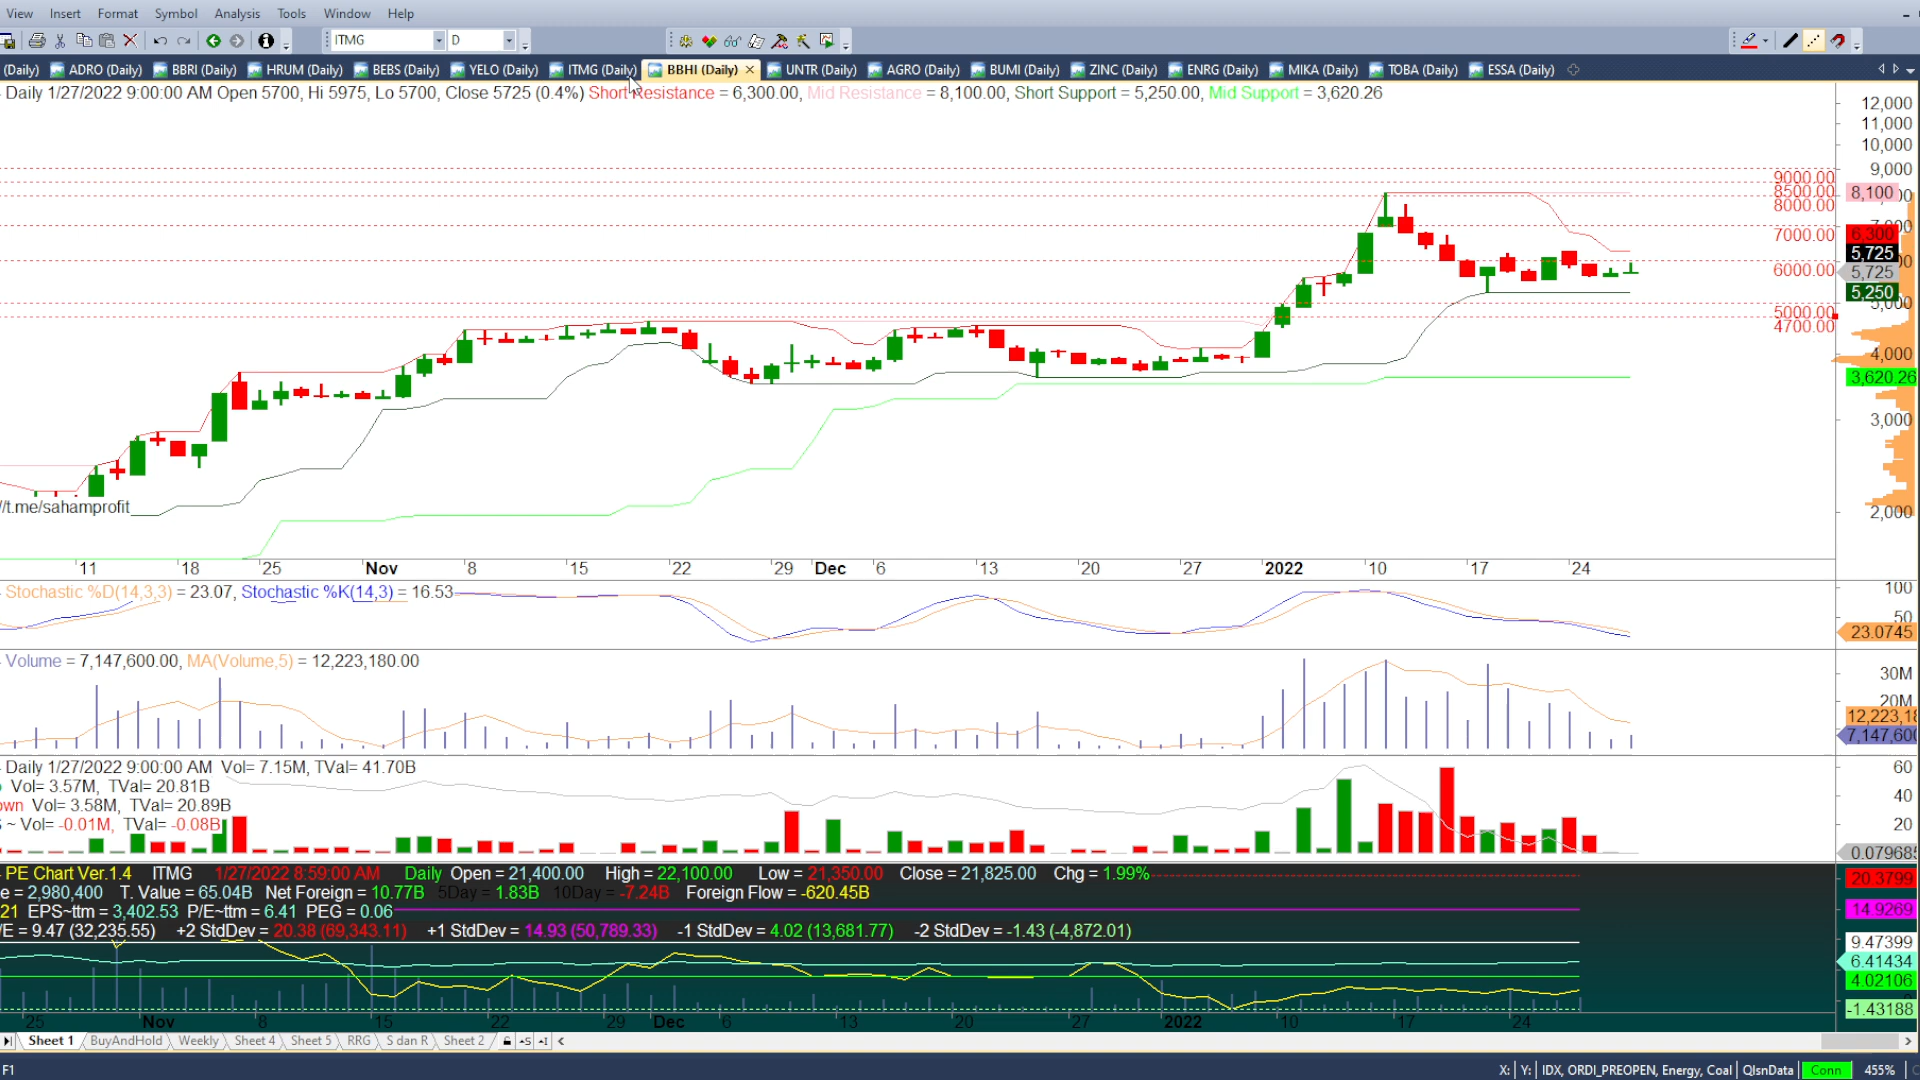 View Insert Format Symbol Analysis Tools Window Help
ITMG D
(Daily) ADRO (Daily) BBRI (Daily) HRUM (Daily) BEBS (Daily) YELO (Daily) ITMG (Daily) BBHI (Daily) UNTR (Daily) AGRO (Daily) BUMI (Daily) ZINC (Daily) ENRG (Daily) MIKA (Daily) TOBA (Daily) ESSA (Daily)
Daily 1/27/2022 9:00:00 AM Open 5700, Hi 5975, Lo 5700, Close 5725 (0.4%) Short Resistance = 6,300.00, Mid Resistance = 8,100.00, Short Support = 5,250.00, Mid Support = 3,620.26
12,000
11,000
10,000
9,000
9000.00
8500.00 8,100
8000.00
7000.00 6,300
5,725
6000.00 5,725
5,250
5000.00 5,000
4700.00
4,000
3,620.26
3,000
/t.me/sahamprofit 2,000
11 18 25 Nov 8 15 22 29 Dec 6 13 20 27 2022 10 17 24
Stochastic %D(14,3,3) = 23.07, Stochastic %K(14,3) = 16.53
100
50
23.0745
Volume = 7,147,600.00, MA(Volume,5) = 12,223,180.00
30M
20M
12,223,18
7,147,600
Daily 1/27/2022 9:00:00 AM Vol= 7.15M, TVal= 41.70B
Vol= 3.57M, TVal= 20.81B
own Vol= 3.58M, TVal= 20.89B
~ Vol= -0.01M, TVal= -0.08B
60
40
20
0.079685
PE Chart Ver.1.4 ITMG 1/27/2022 8:59:00 AM Daily Open = 21,400.00 High = 22,100.00 Low = 21,350.00 Close = 21,825.00 Chg = 1.99%
e = 2,980,400 T. Value = 65.04B Net Foreign = 10.77B 5Day = 1.83B 10Day = -7.24B Foreign Flow = -620.45B
21 EPS~ttm = 3,402.53 P/E~ttm = 6.41 PEG = 0.06
/E = 9.47 (32,235.55) +2 StdDev = 20.38 (69,343.11) +1 StdDev = 14.93 (50,789.33) -1 StdDev = 4.02 (13,681.77) -2 StdDev = -1.43 (-4,872.01)
20.3799
14.9269
9.47399
6.41434
4.02106
-1.43188
25 Nov 8 15 22 29 Dec 6 13 20 27 2022 10 17 24
Sheet 1 BuyAndHold Weekly Sheet 4 Sheet 5 RRG S dan R Sheet 2
F1 X: Y: IDX, ORDI_PREOPEN, Energy, Coal QlsnData Conn 455%